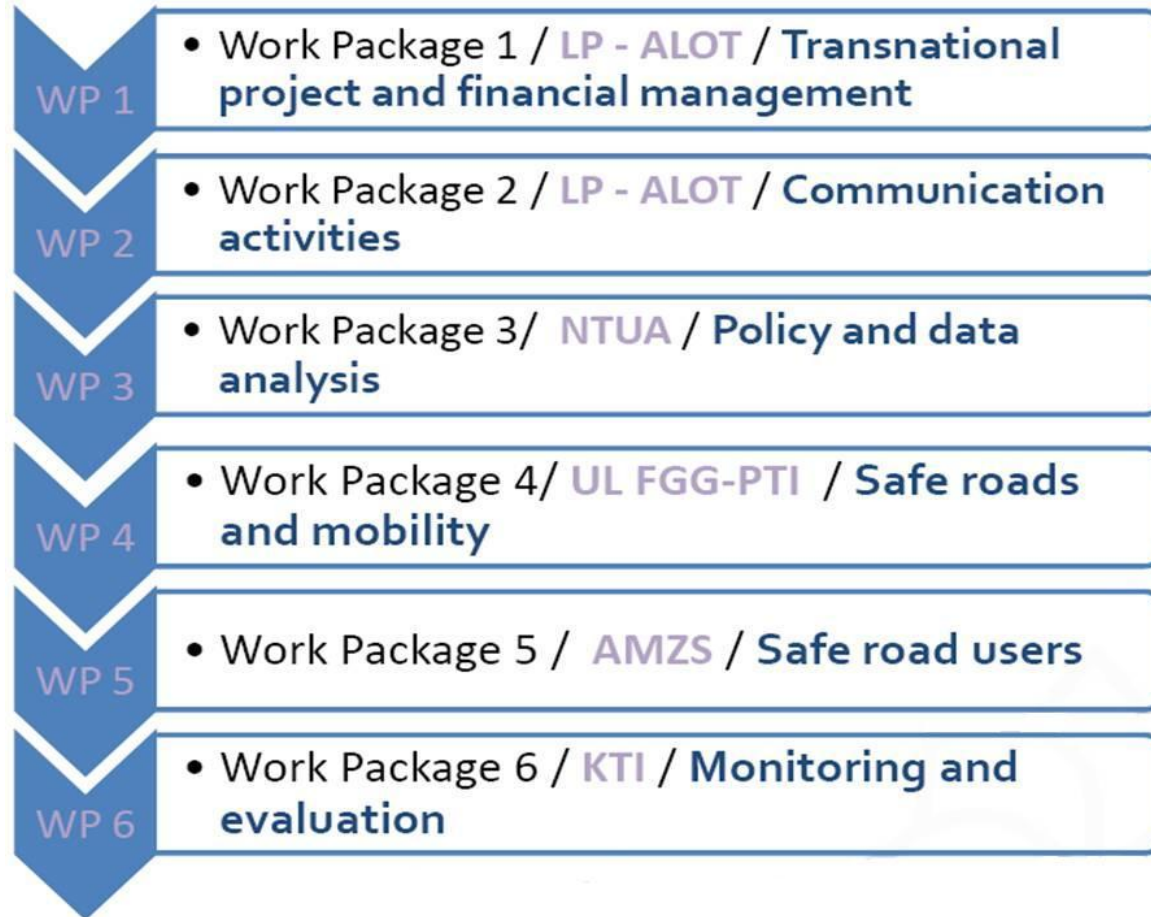 WP 1
• Work Package 1 / LP - ALOT / Transnational
project and financial management
WP 2
• Work Package 2 / LP - ALOT / Communication
activities
WP 3
• Work Package 3/ NTUA / Policy and data
analysis
WP 4
• Work Package 4/ UL FGG-PTI / Safe roads
and mobility
WP 5
• Work Package 5 / AMZS / Safe road users
WP 6
• Work Package 6 / KTI / Monitoring and
evaluation